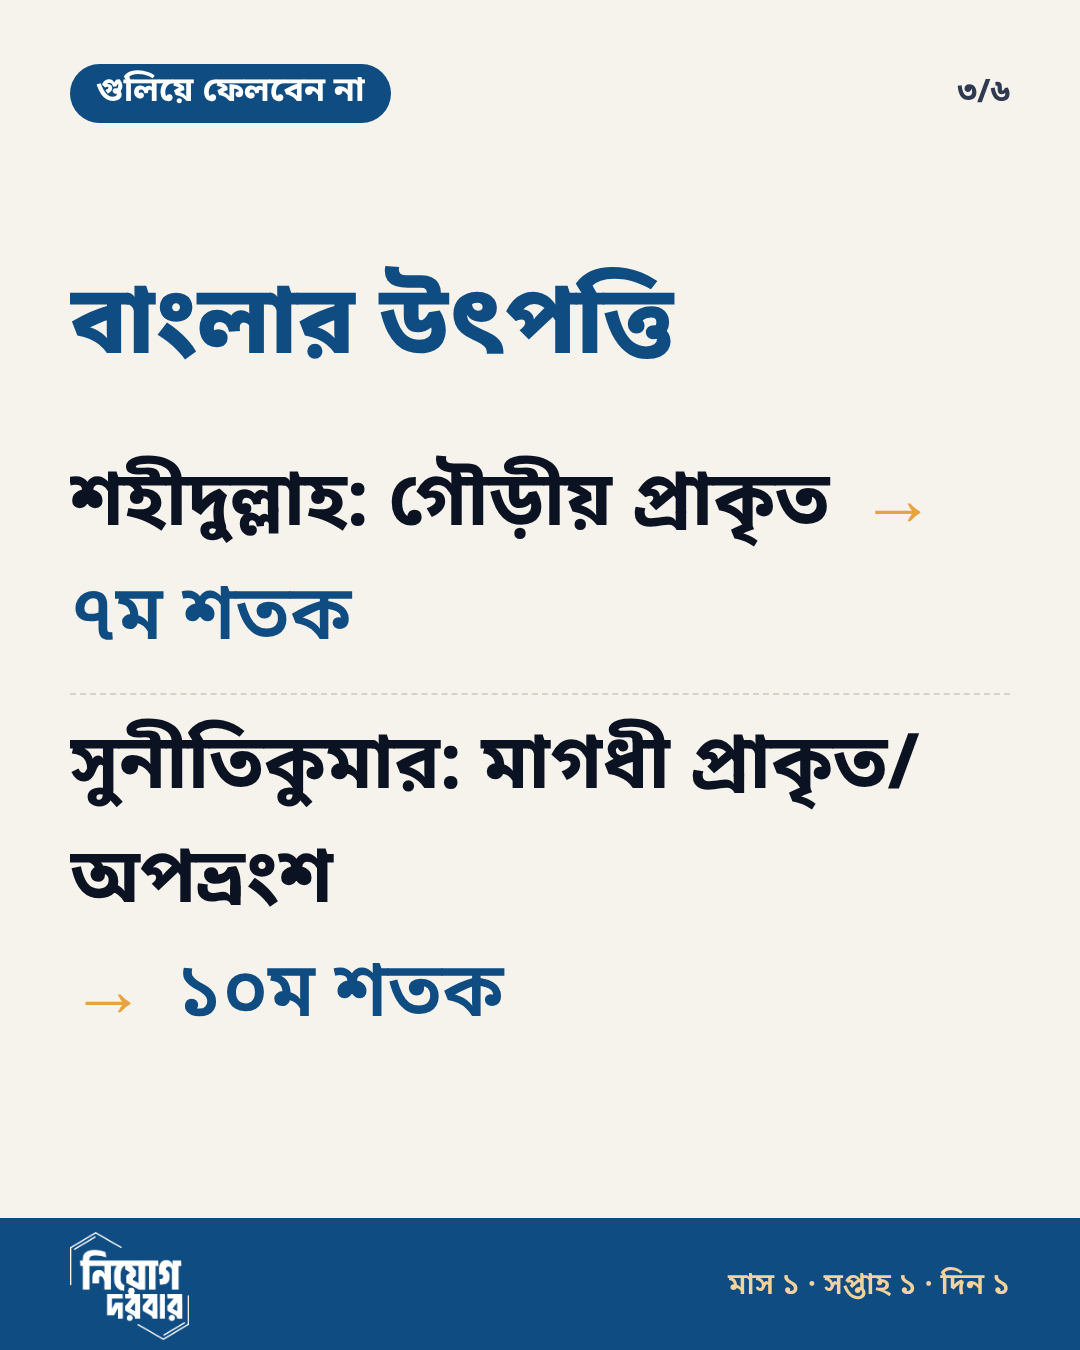 গুলিয়ে ফেলবেন না
৩/৬
বাংলার উৎপত্তি
শহীদুল্লাহ: গৌড়ীয় প্রাকৃত →
৭ম শতক
সুনীতিকুমার: মাগধী প্রাকৃত/
অপভ্রংশ
→ ১০ম শতক
নিয়োগ
দরবার
মাস ১ · সপ্তাহ ১ · দিন ১